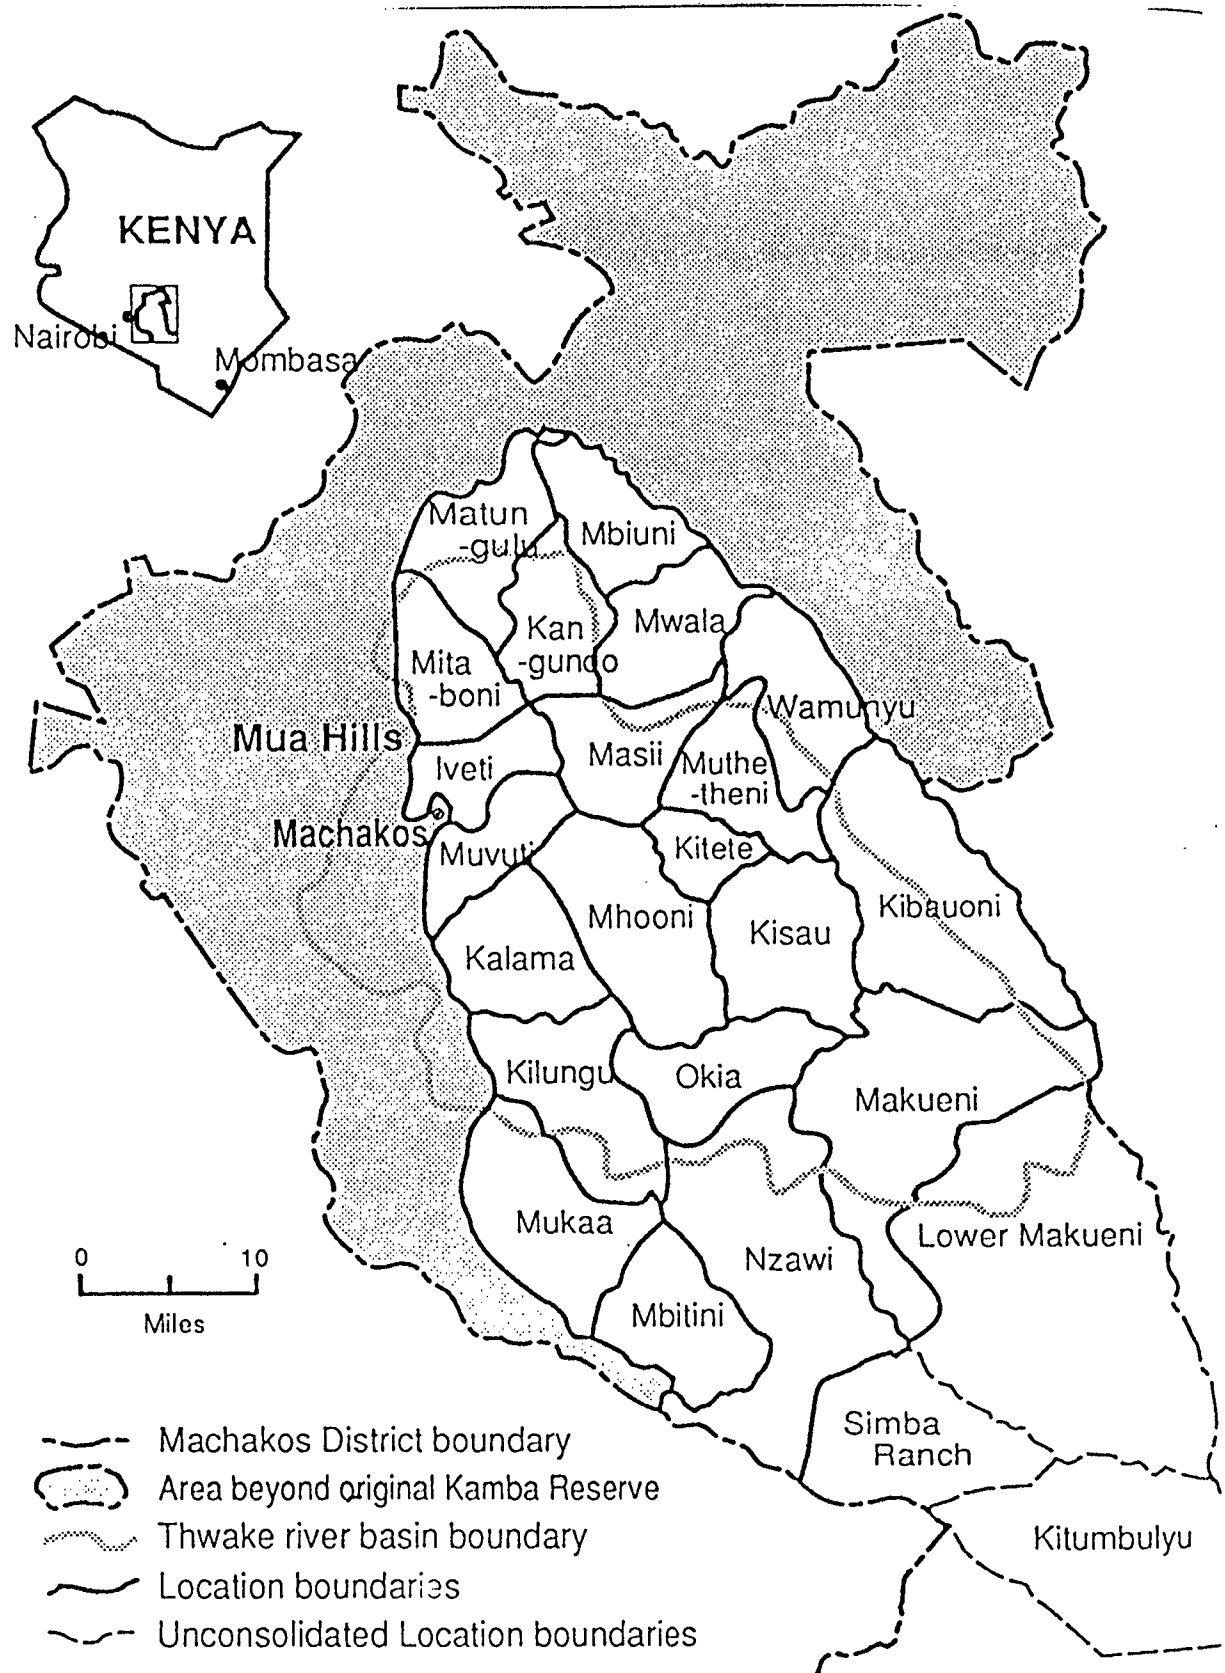 KENYA
Nairobi
Mombasa
Matun
-gulu
Mbiuni
Kan
-gundo
Mwala
Mita
-boni
Wamunyu
Mua Hills
Iveti
Masii
Muthe
-theni
Machakos
Muvuti
Kitete
Mhooni
Kisau
Kibauoni
Kalama
Kilungu
Okia
Makueni
Mukaa
Nzawi
Lower Makueni
Mbitini
0 10
Miles
Simba
Ranch
Kitumbulyu
Machakos District boundary
Area beyond original Kamba Reserve
Thwake river basin boundary
Location boundaries
Unconsolidated Location boundaries